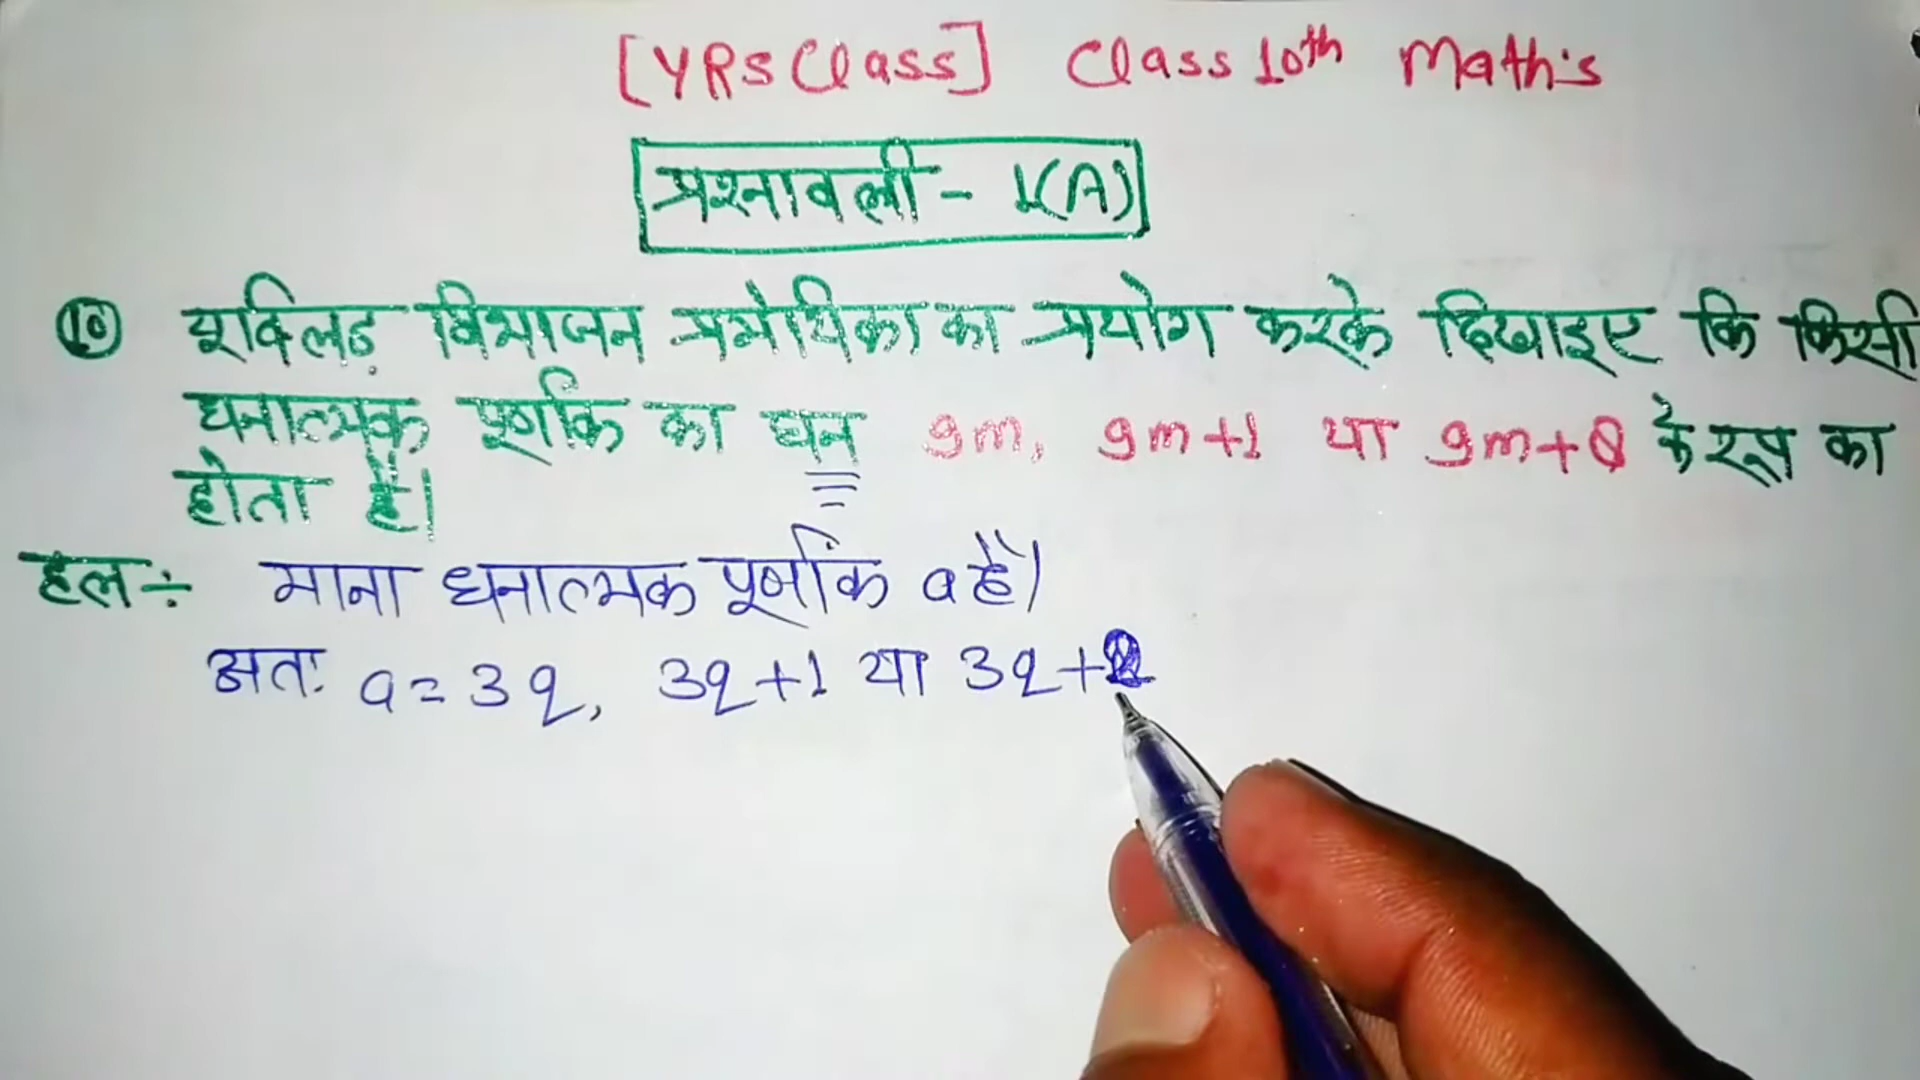 [YRs Class] Class 10th Math's
प्रश्नावली - 1(A)
(10) यूक्लिड विभाजन प्रमेयिका का प्रयोग करके दिखाइए कि किसी
धनात्मक पूर्णांक का घन 9m, 9m+1 या 9m+8 के रूप का
होता है।
हल :- माना धनात्मक पूर्णांक a है।
अतः a = 3q, 3q+1 या 3q+2